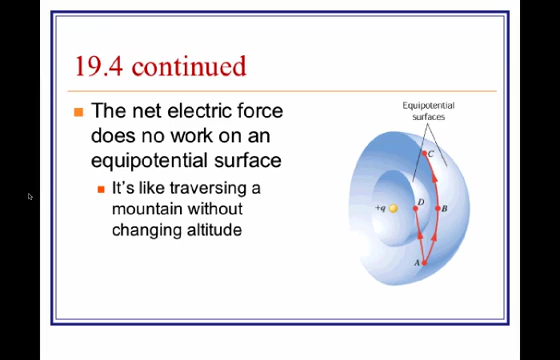 19.4 continued
The net electric force
does no work on an
equipotential surface
It's like traversing a
mountain without
changing altitude
Equipotential
surfaces
C
D
B
+q
A